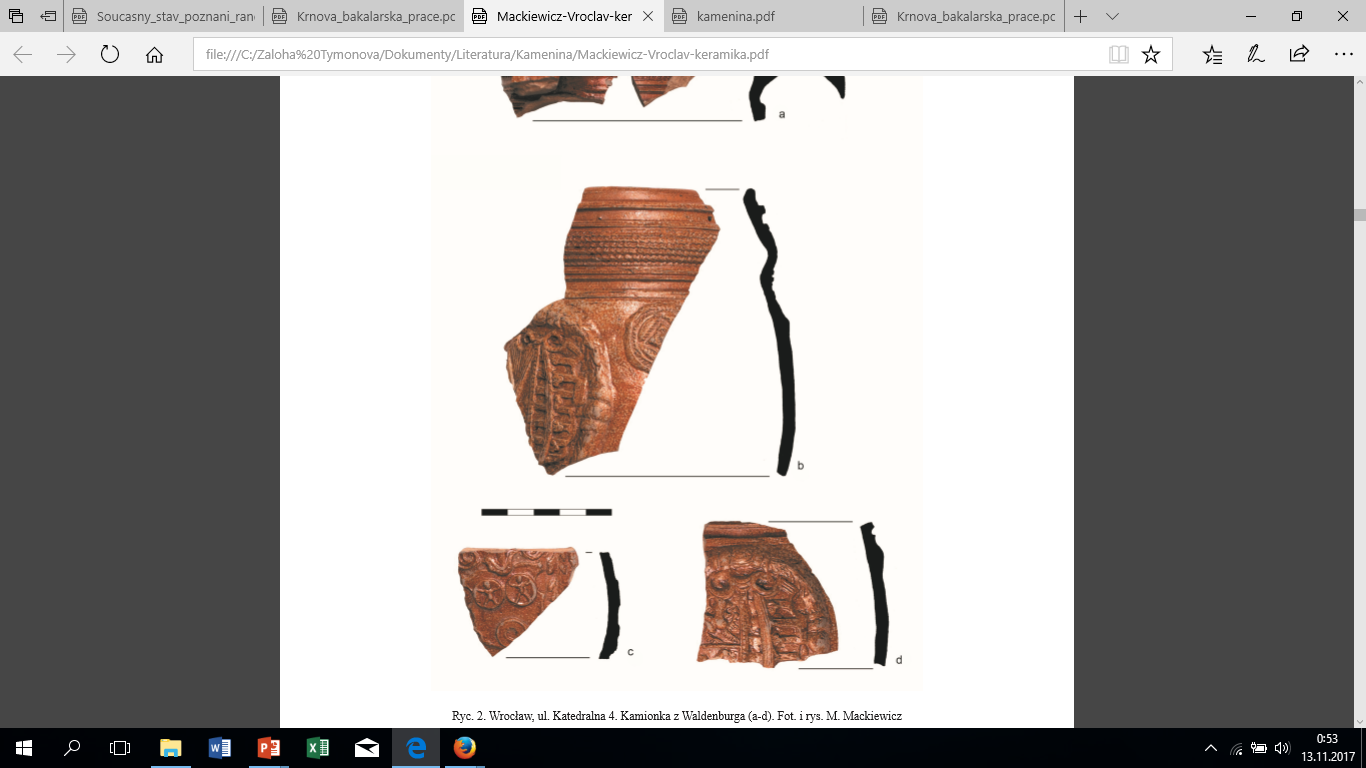 Soucasny_stav_poznani_ran
Krnova_bakalarska_prace.pc
Mackiewicz-Vroclav-ker
kamenina.pdf
Krnova_bakalarska_prace.pc
file:///C:/Zaloha%20Tymonova/Dokumenty/Literatura/Kamenina/Mackiewicz-Vroclav-keramika.pdf
a
b
c
d
Ryc. 2. Wrocław, ul. Katedralna 4. Kamionka z Waldenburga (a-d). Fot. i rys. M. Mackiewicz
0:53
13.11.2017